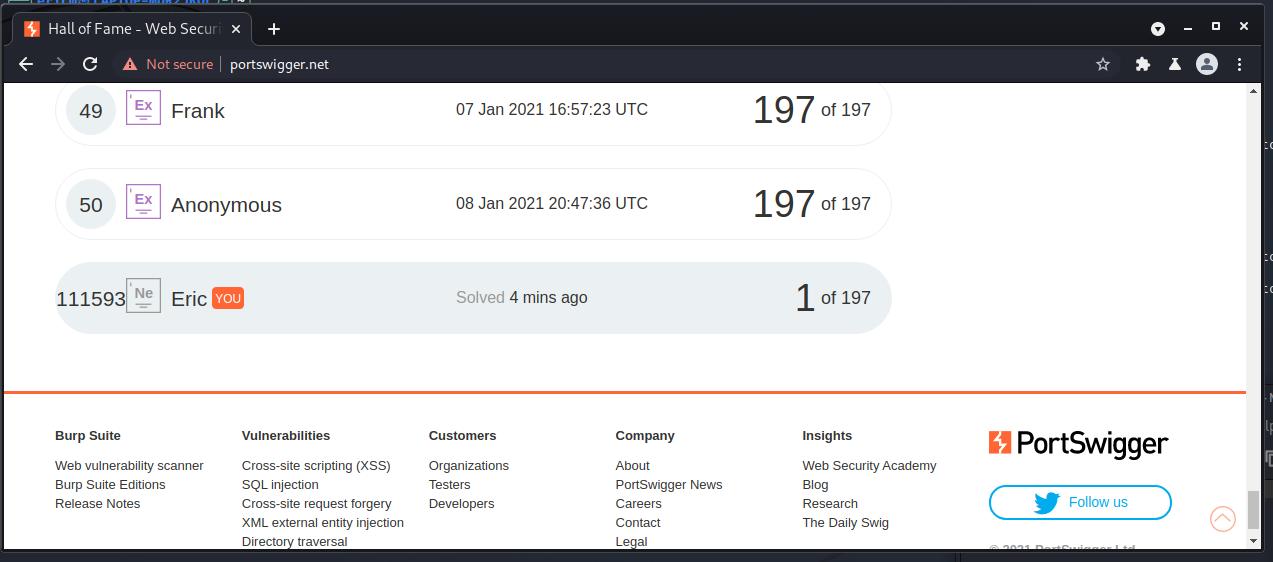 Hall of Fame - Web Securi
Not secure portswigger.net
49 Ex Frank 07 Jan 2021 16:57:23 UTC 197 of 197
50 Ex Anonymous 08 Jan 2021 20:47:36 UTC 197 of 197
111593 Ne Eric YOU Solved 4 mins ago 1 of 197
Burp Suite
Web vulnerability scanner
Burp Suite Editions
Release Notes
Vulnerabilities
Cross-site scripting (XSS)
SQL injection
Cross-site request forgery
XML external entity injection
Directory traversal
Customers
Organizations
Testers
Developers
Company
About
PortSwigger News
Careers
Contact
Legal
Insights
Web Security Academy
Blog
Research
The Daily Swig
PortSwigger
Follow us
© 2021 PortSwigger Ltd